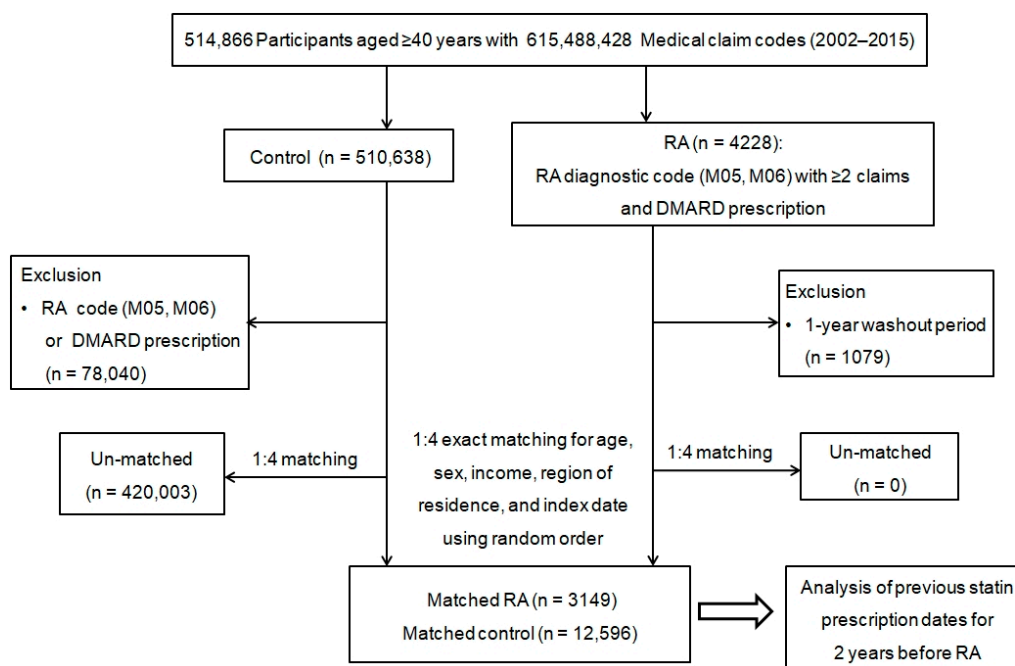 514,866 Participants aged ≥40 years with 615,488,428 Medical claim codes (2002–2015)
Control (n = 510,638)
RA (n = 4228):
RA diagnostic code (M05, M06) with ≥2 claims
and DMARD prescription
Exclusion
• RA code (M05, M06)
or DMARD prescription
(n = 78,040)
Exclusion
• 1-year washout period
(n = 1079)
Un-matched
(n = 420,003)
1:4 matching
1:4 exact matching for age,
sex, income, region of
residence, and index date
using random order
1:4 matching
Un-matched
(n = 0)
Matched RA (n = 3149)
Matched control (n = 12,596)
Analysis of previous statin
prescription dates for
2 years before RA